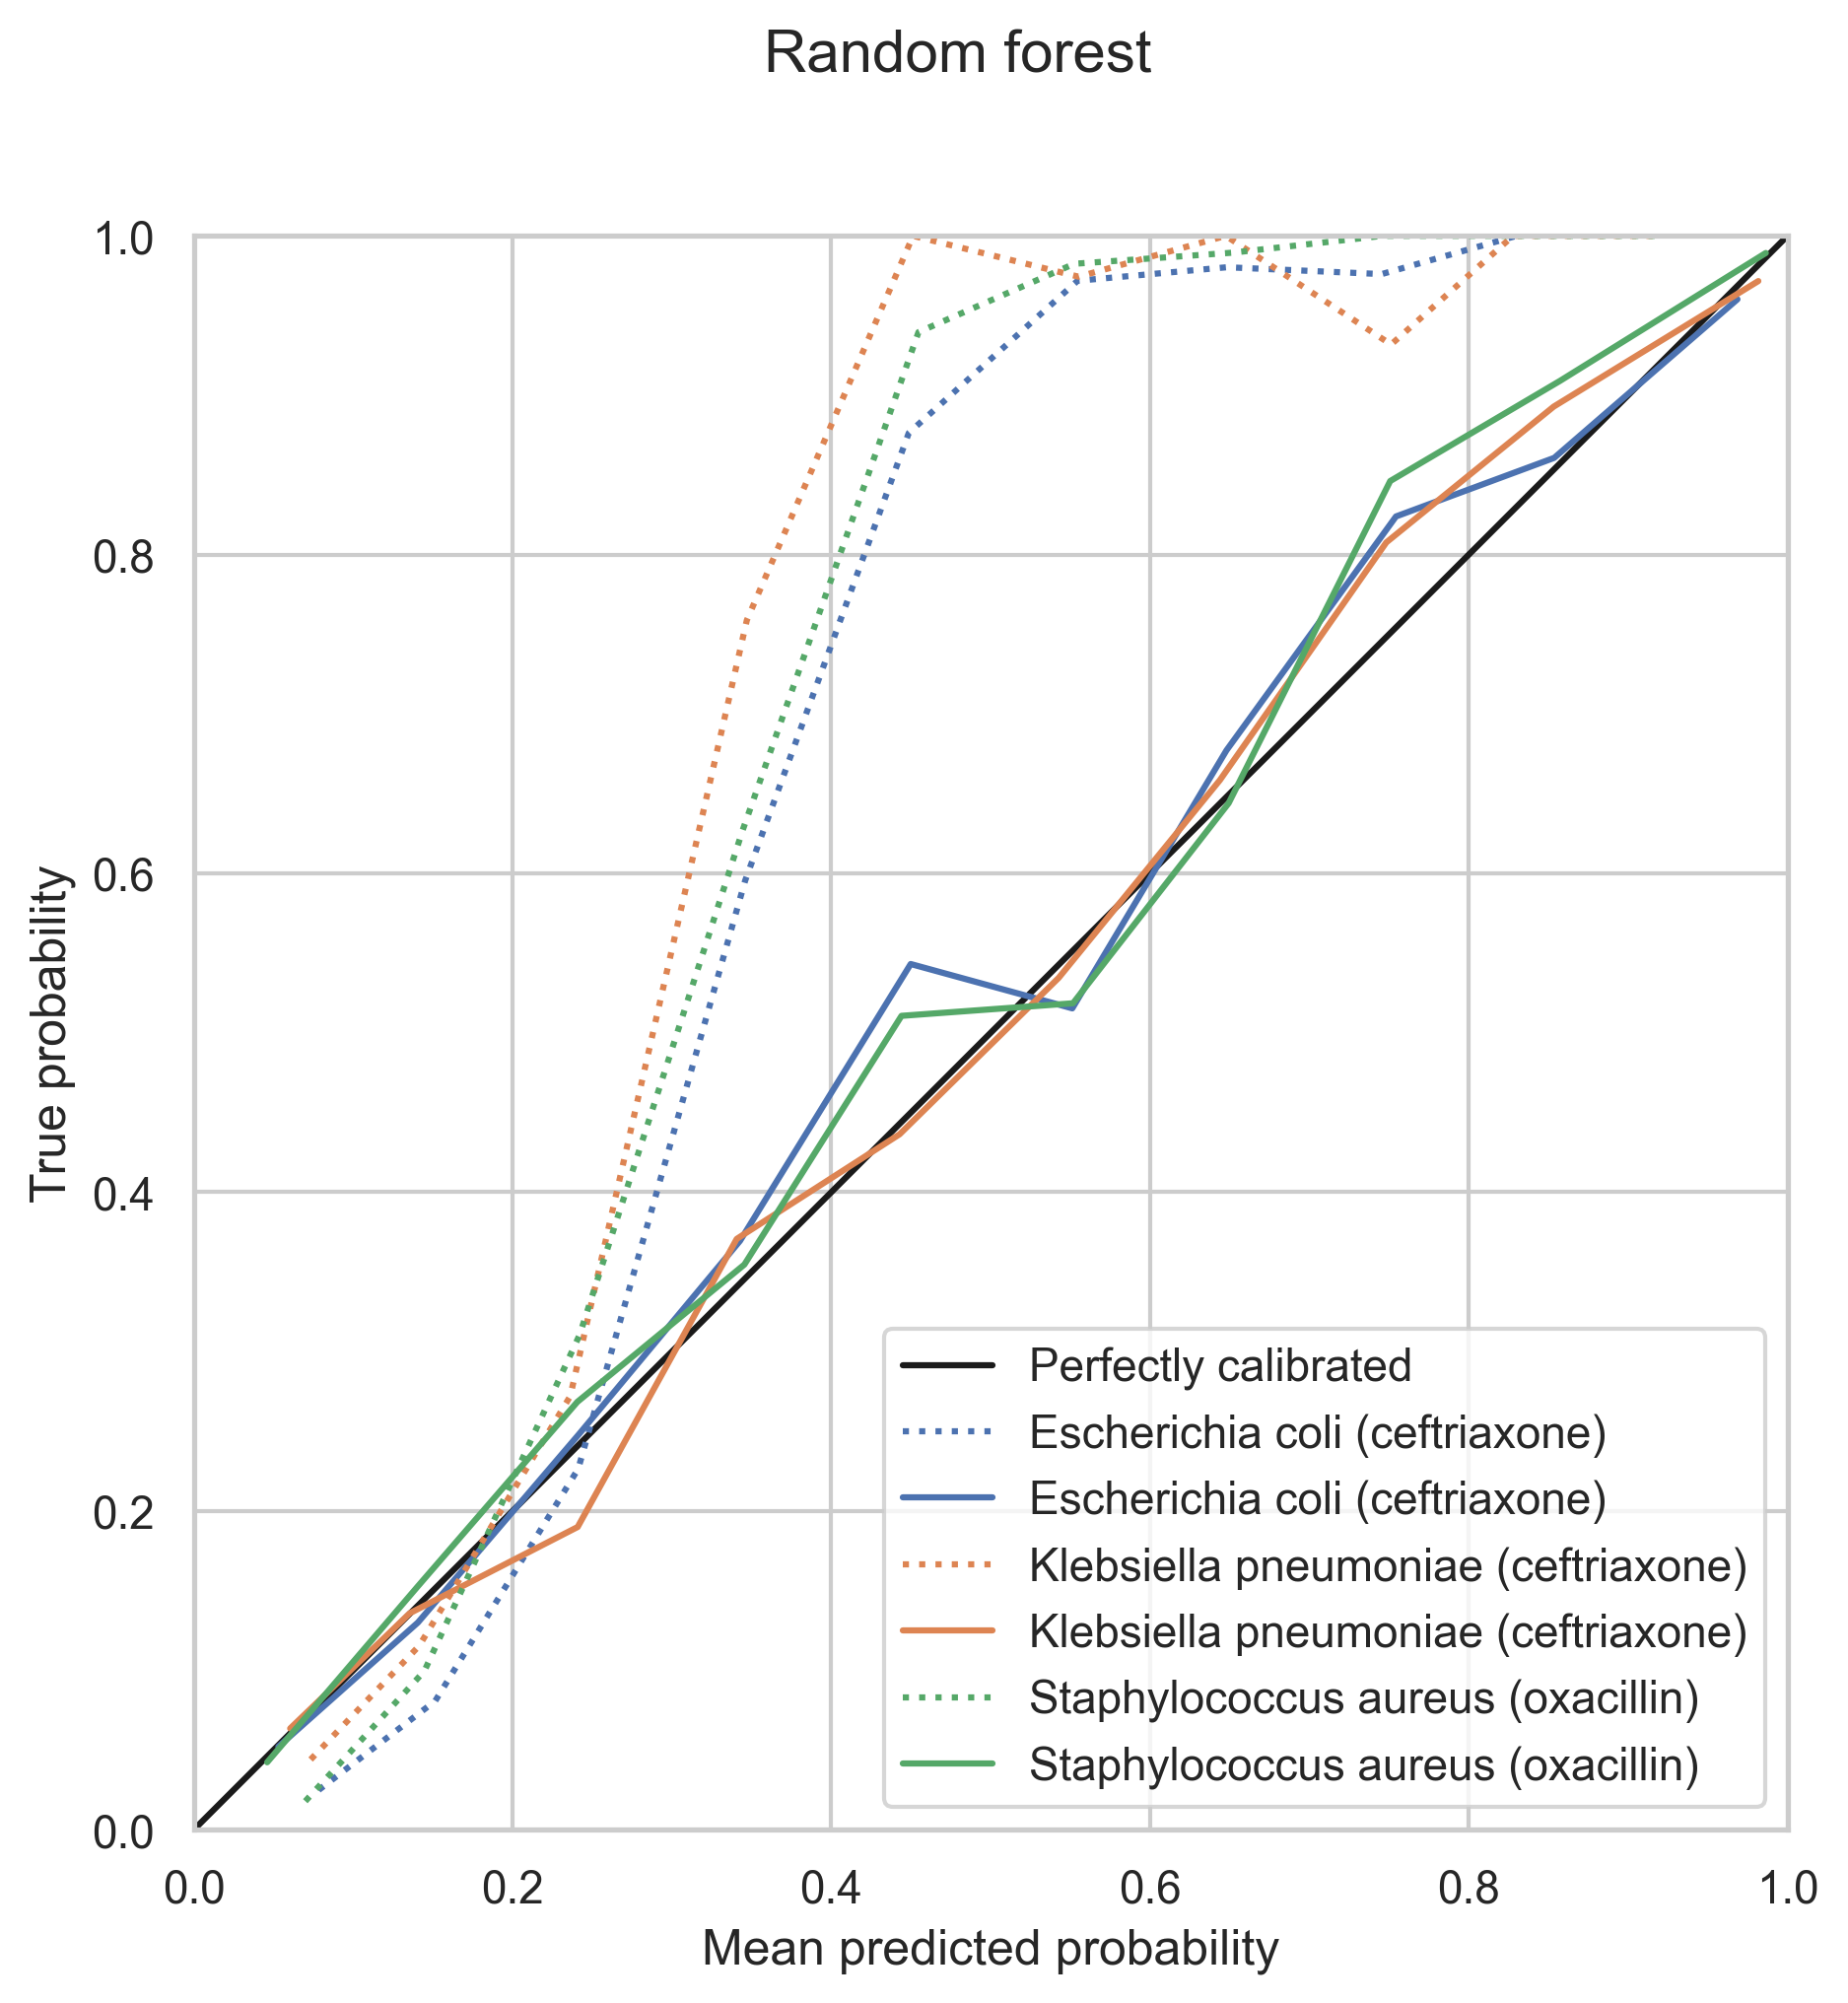 Random forest
1.0
0.8
0.6
0.4
0.2
0.0
True probability
Perfectly calibrated
Escherichia coli (ceftriaxone)
Escherichia coli (ceftriaxone)
Klebsiella pneumoniae (ceftriaxone)
Klebsiella pneumoniae (ceftriaxone)
Staphylococcus aureus (oxacillin)
Staphylococcus aureus (oxacillin)
0.0 0.2 0.4 0.6 0.8 1.0
Mean predicted probability